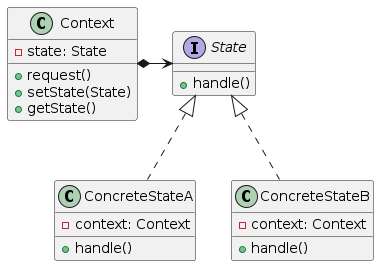 C Context
state: State
request()
setState(State)
getState()
I State
handle()
C ConcreteStateA
context: Context
handle()
C ConcreteStateB
context: Context
handle()